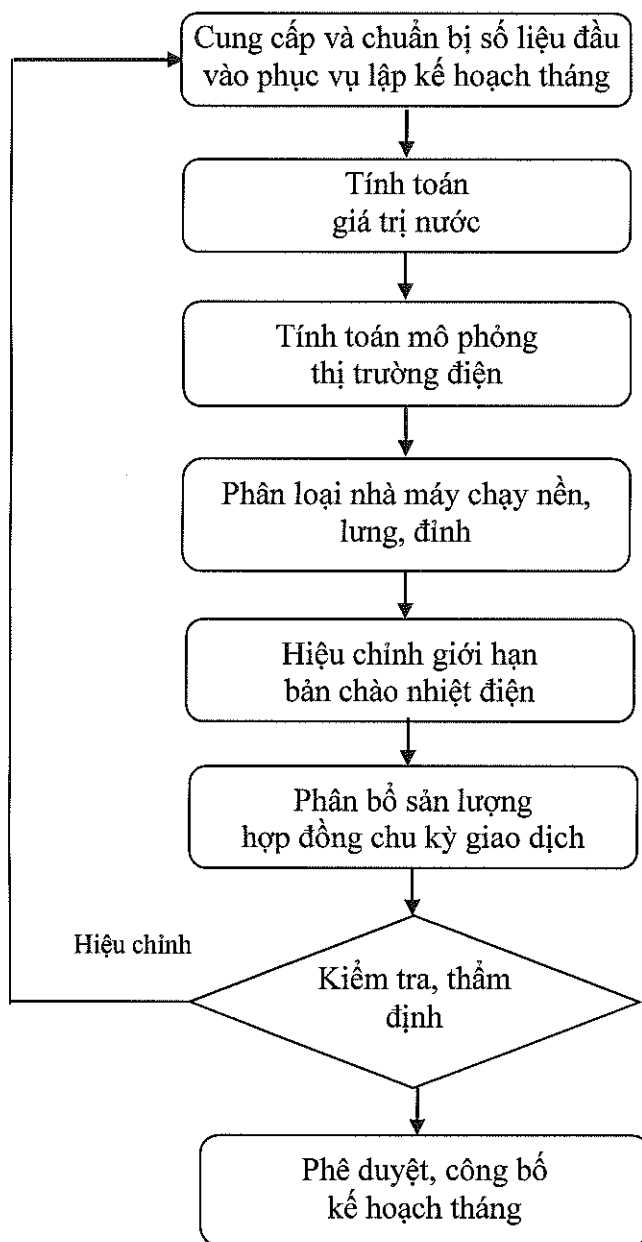 Cung cấp và chuẩn bị số liệu đầu
vào phục vụ lập kế hoạch tháng
Tính toán
giá trị nước
Tính toán mô phỏng
thị trường điện
Phân loại nhà máy chạy nền,
lưng, đỉnh
Hiệu chỉnh giới hạn
bản chào nhiệt điện
Phân bổ sản lượng
hợp đồng chu kỳ giao dịch
Hiệu chỉnh
Kiểm tra, thẩm
định
Phê duyệt, công bố
kế hoạch tháng